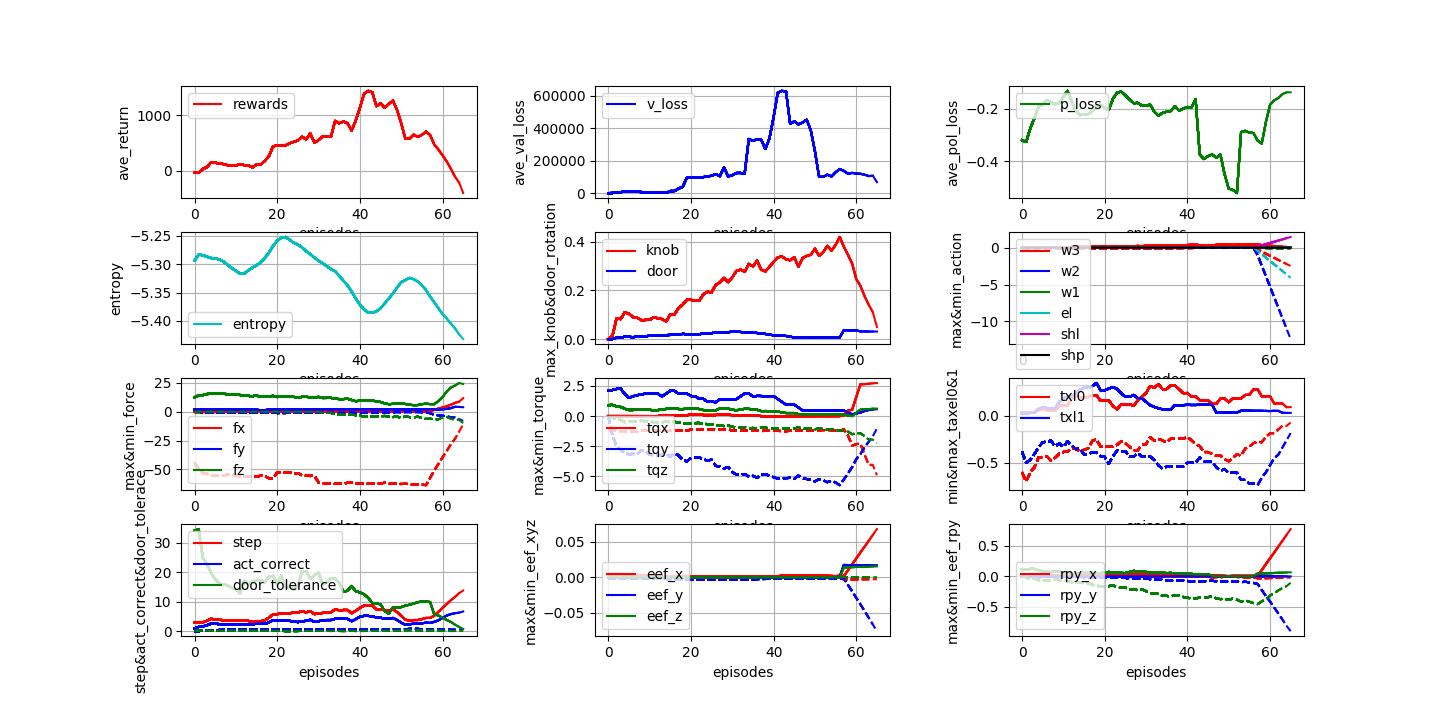 ave_return
1000
0
rewards
0 20 40 60
episodes
ave_val_loss
600000
400000
200000
0
v_loss
0 20 40 60
ave_pol_loss
−0.2
−0.4
p_loss
0 20 40 60
entropy
−5.25
−5.30
−5.35
−5.40
entropy
0 20 40 60
episodes
max_knob&door_rotation
0.4
0.2
0.0
knob
door
0 20 40 60
max&min_action
0
−5
−10
w3
w2
w1
el
shl
shp
0 20 40 60
max&min_force
25
0
−25
−50
fx
fy
fz
0 20 40 60
episodes
max&min_torque
2.5
0.0
−2.5
−5.0
tqx
tqy
tqz
0 20 40 60
episodes
min&max_taxel0&1
0.0
−0.5
txl0
txl1
0 20 40 60
episodes
step&act_correct&door_tolerace
30
20
10
0
step
act_correct
door_tolerance
0 20 40 60
episodes
max&min_eef_xyz
0.05
0.00
−0.05
eef_x
eef_y
eef_z
0 20 40 60
episodes
max&min_eef_rpy
0.5
0.0
−0.5
rpy_x
rpy_y
rpy_z
0 20 40 60
episodes